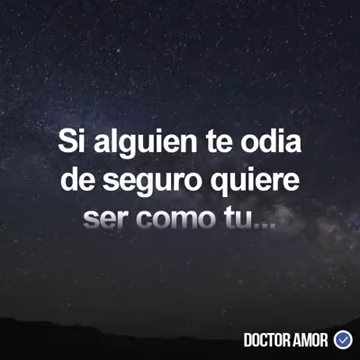 Si alguien te odia
de seguro quiere
ser como tu...
DOCTOR AMOR